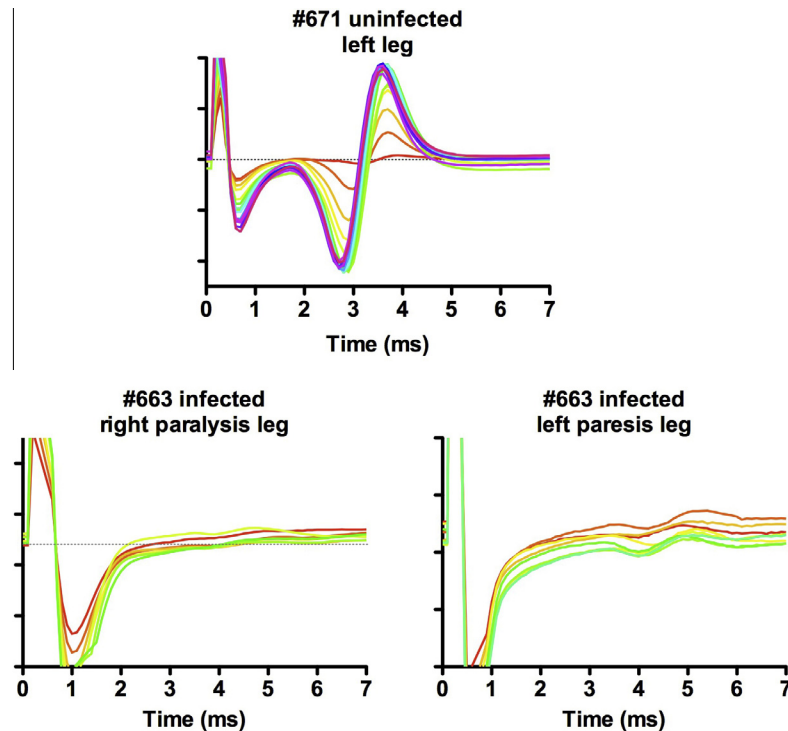 #671 uninfected
left leg
0 1 2 3 4 5 6 7
Time (ms)
#663 infected
right paralysis leg
0 1 2 3 4 5 6 7
Time (ms)
#663 infected
left paresis leg
0 1 2 3 4 5 6 7
Time (ms)